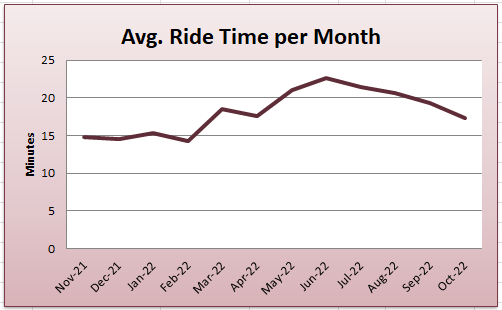 Avg. Ride Time per Month
Minutes
25
20
15
10
5
0
Nov-21
Dec-21
Jan-22
Feb-22
Mar-22
Apr-22
May-22
Jun-22
Jul-22
Aug-22
Sep-22
Oct-22